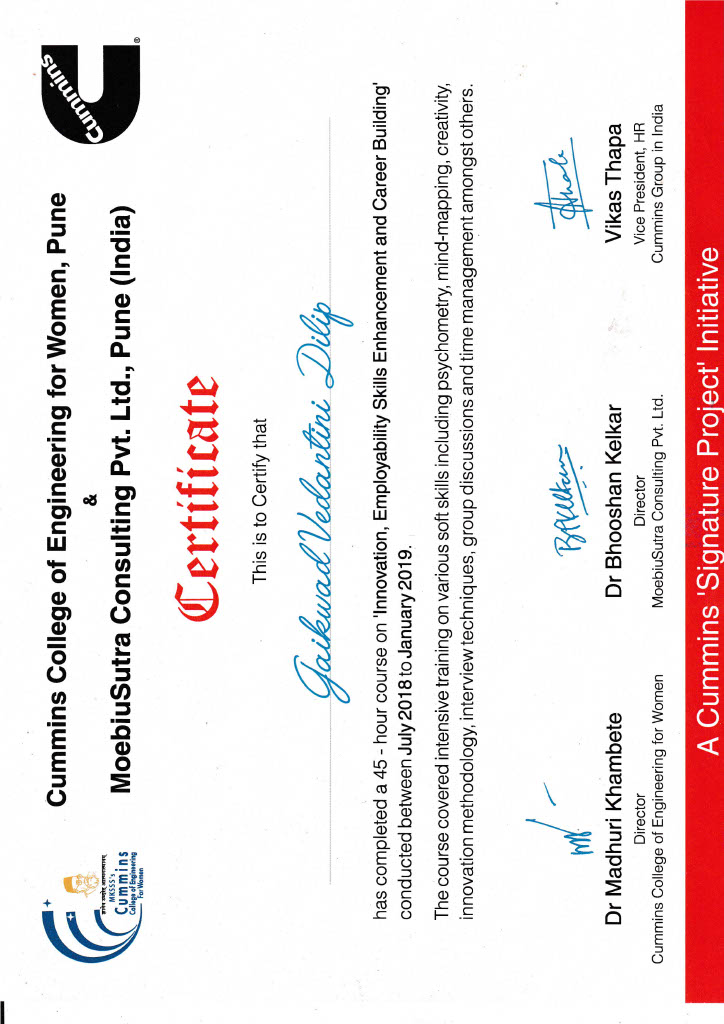 Cummins College of Engineering for Women, Pune
&
MoebiuSutra Consulting Pvt. Ltd., Pune (India)
ज्ञानेन उद्धरेत् आत्मनात्मानम्
MKSSS's
Cummins
College of Engineering
For Women
Cummins
®
Certificate
This is to Certify that
Gaikwad Vedantini Dilip
has completed a 45 - hour course on 'Innovation, Employability Skills Enhancement and Career Building'
conducted between July 2018 to January 2019.
The course covered intensive training on various soft skills including psychometry, mind-mapping, creativity,
innovation methodology, interview techniques, group discussions and time management amongst others.
Dr Madhuri Khambete
Director
Cummins College of Engineering for Women
Dr Bhooshan Kelkar
Director
MoebiuSutra Consulting Pvt. Ltd.
Vikas Thapa
Vice President, HR
Cummins Group in India
A Cummins 'Signature Project' Initiative